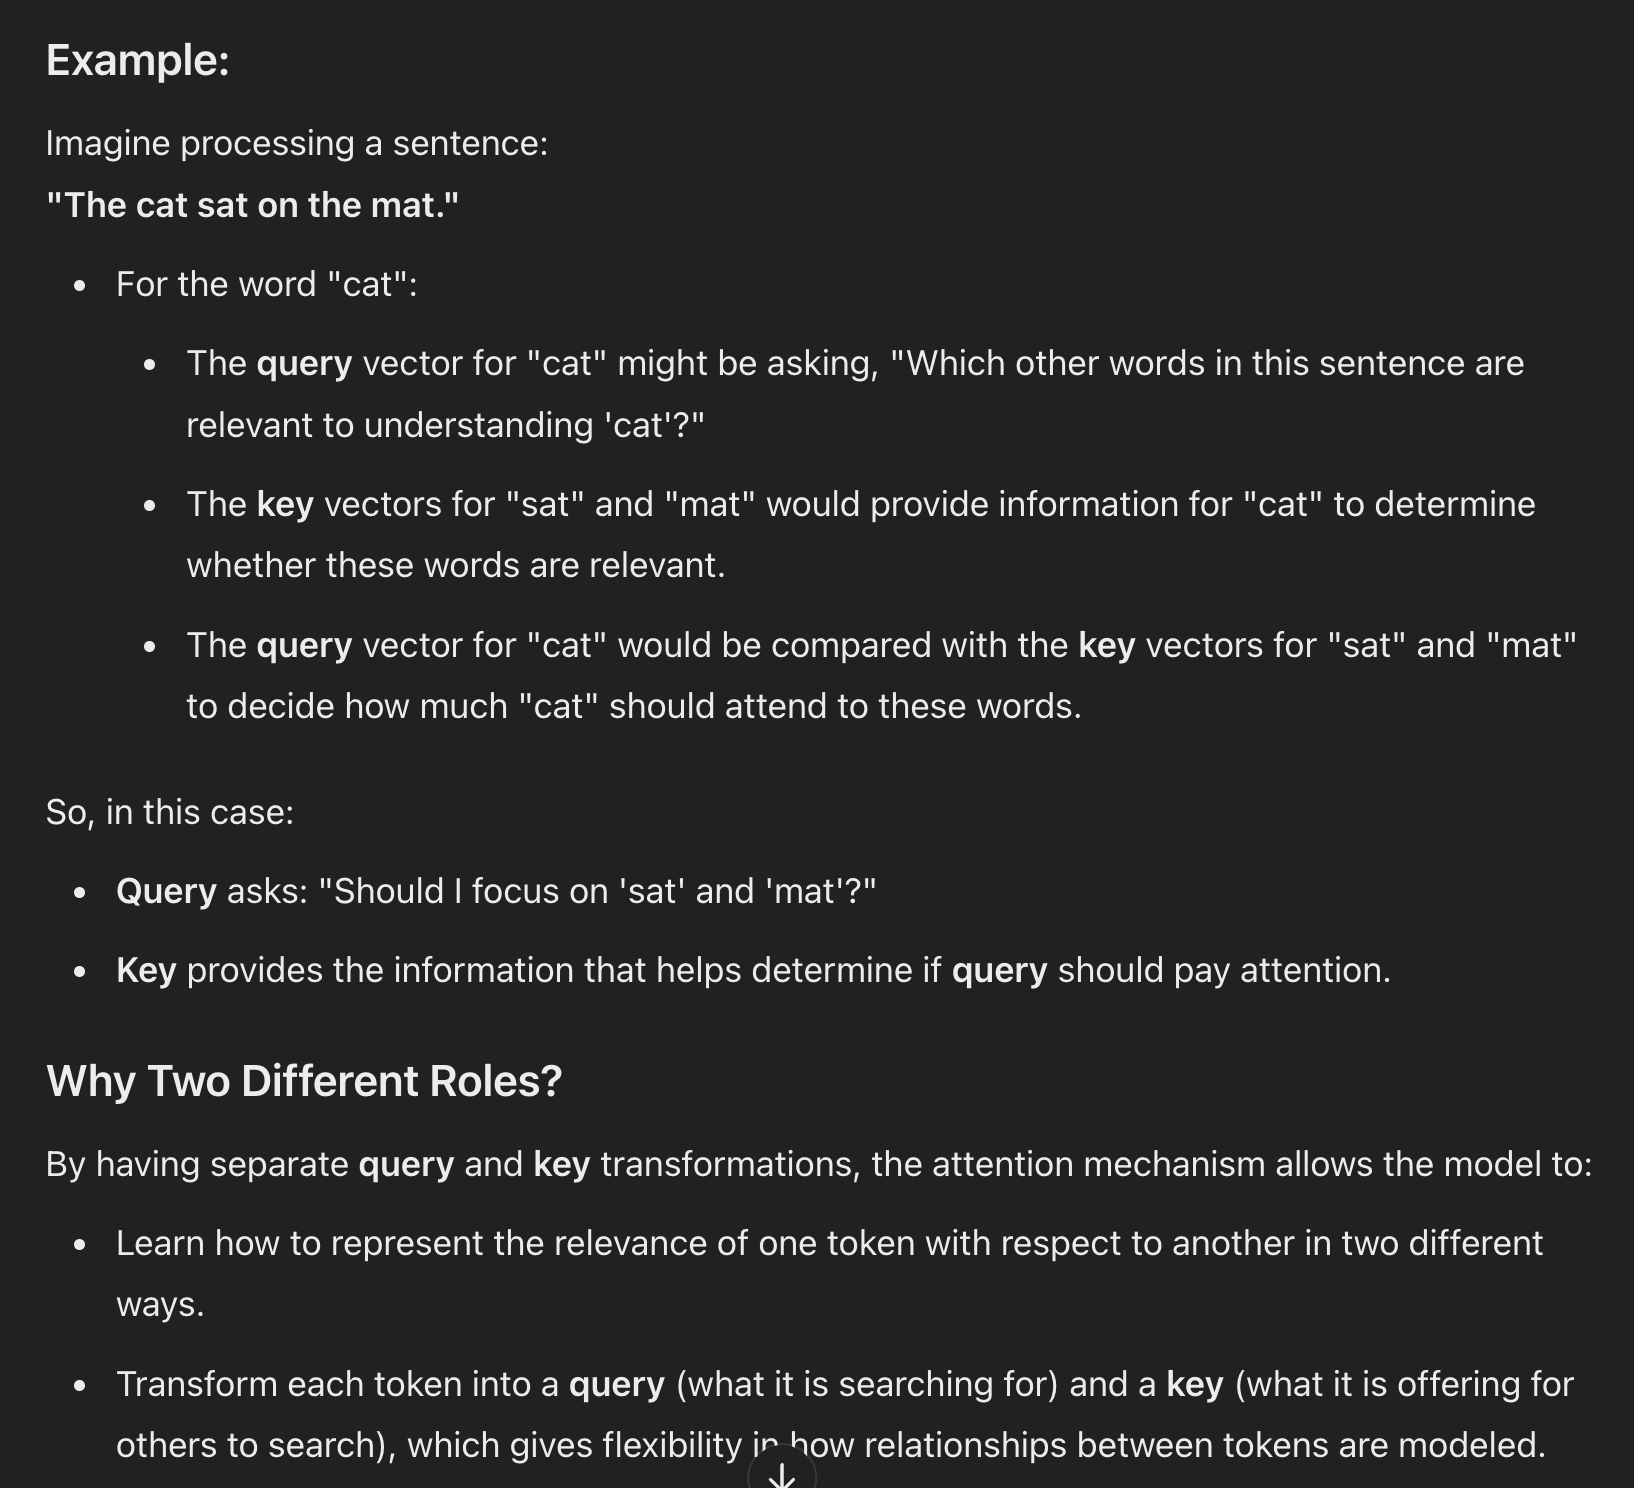 Example:
Imagine processing a sentence:
"The cat sat on the mat."
• For the word "cat":
• The query vector for "cat" might be asking, "Which other words in this sentence are
relevant to understanding 'cat'?"
• The key vectors for "sat" and "mat" would provide information for "cat" to determine
whether these words are relevant.
• The query vector for "cat" would be compared with the key vectors for "sat" and "mat"
to decide how much "cat" should attend to these words.
So, in this case:
• Query asks: "Should I focus on 'sat' and 'mat'?"
• Key provides the information that helps determine if query should pay attention.
Why Two Different Roles?
By having separate query and key transformations, the attention mechanism allows the model to:
• Learn how to represent the relevance of one token with respect to another in two different
ways.
• Transform each token into a query (what it is searching for) and a key (what it is offering for
others to search), which gives flexibility in how relationships between tokens are modeled.